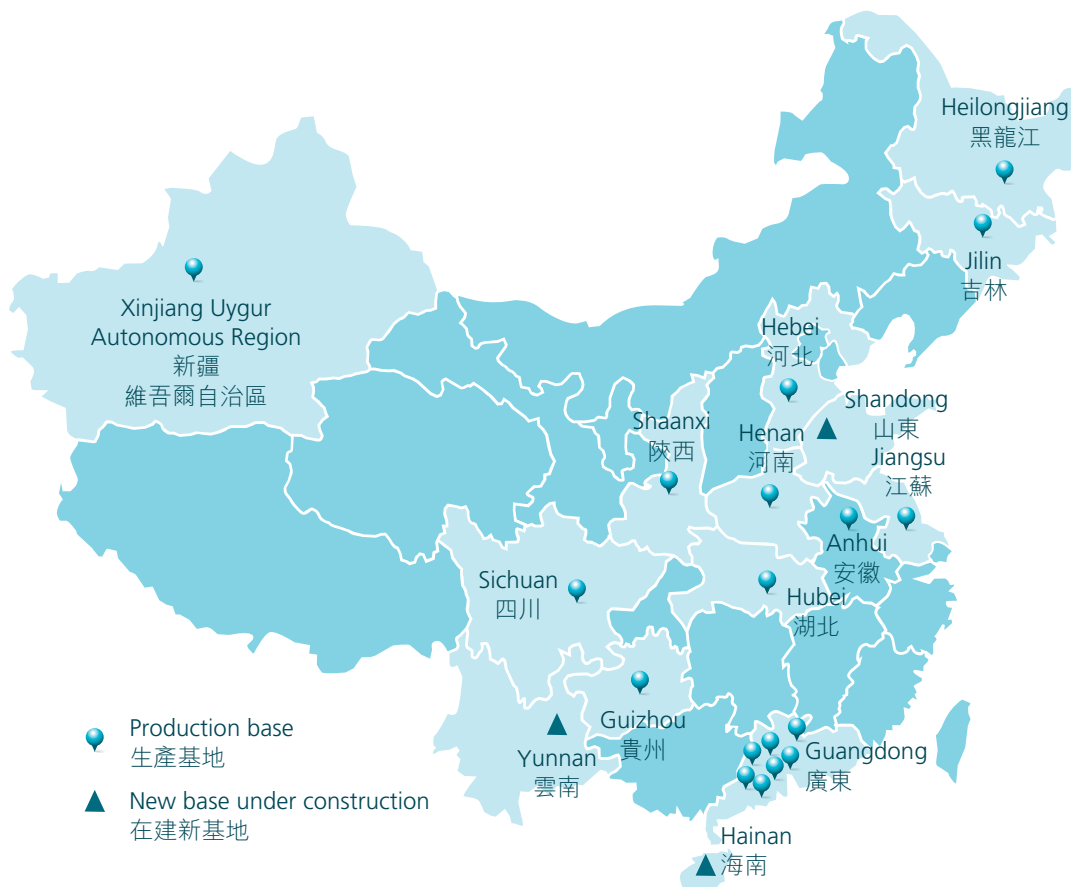 Heilongjiang
黑龍江
Jilin
吉林
Xinjiang Uygur
Autonomous Region
新疆
維吾爾自治區
Hebei
河北
Shandong
山東
Shaanxi
陝西
Henan
河南
Jiangsu
江蘇
Anhui
安徽
Sichuan
四川
Hubei
湖北
Guizhou
貴州
Yunnan
雲南
Guangdong
廣東
Hainan
海南
Production base
生產基地
New base under construction
在建新基地